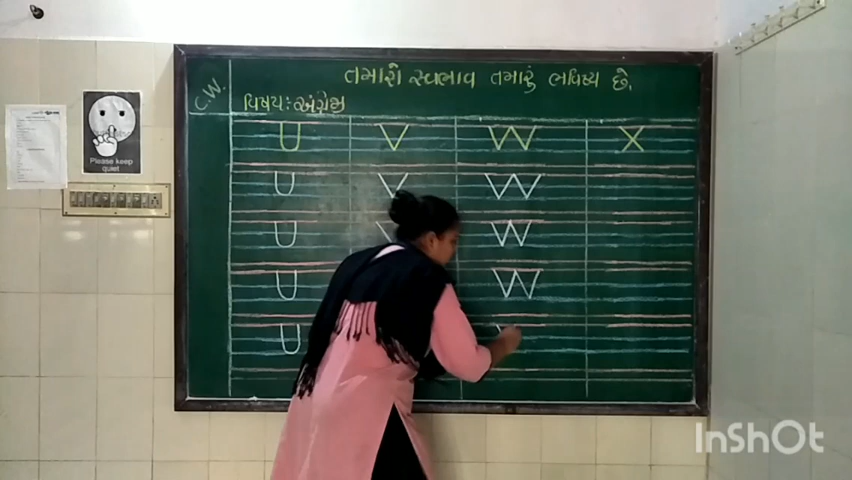 તમારો સ્વભાવ તમારું ભવિષ્ય છે.
C.W.
વિષય: અંગ્રેજી
U V W X
U V W
U V W
U W
U
Please keep
quiet
InShOt